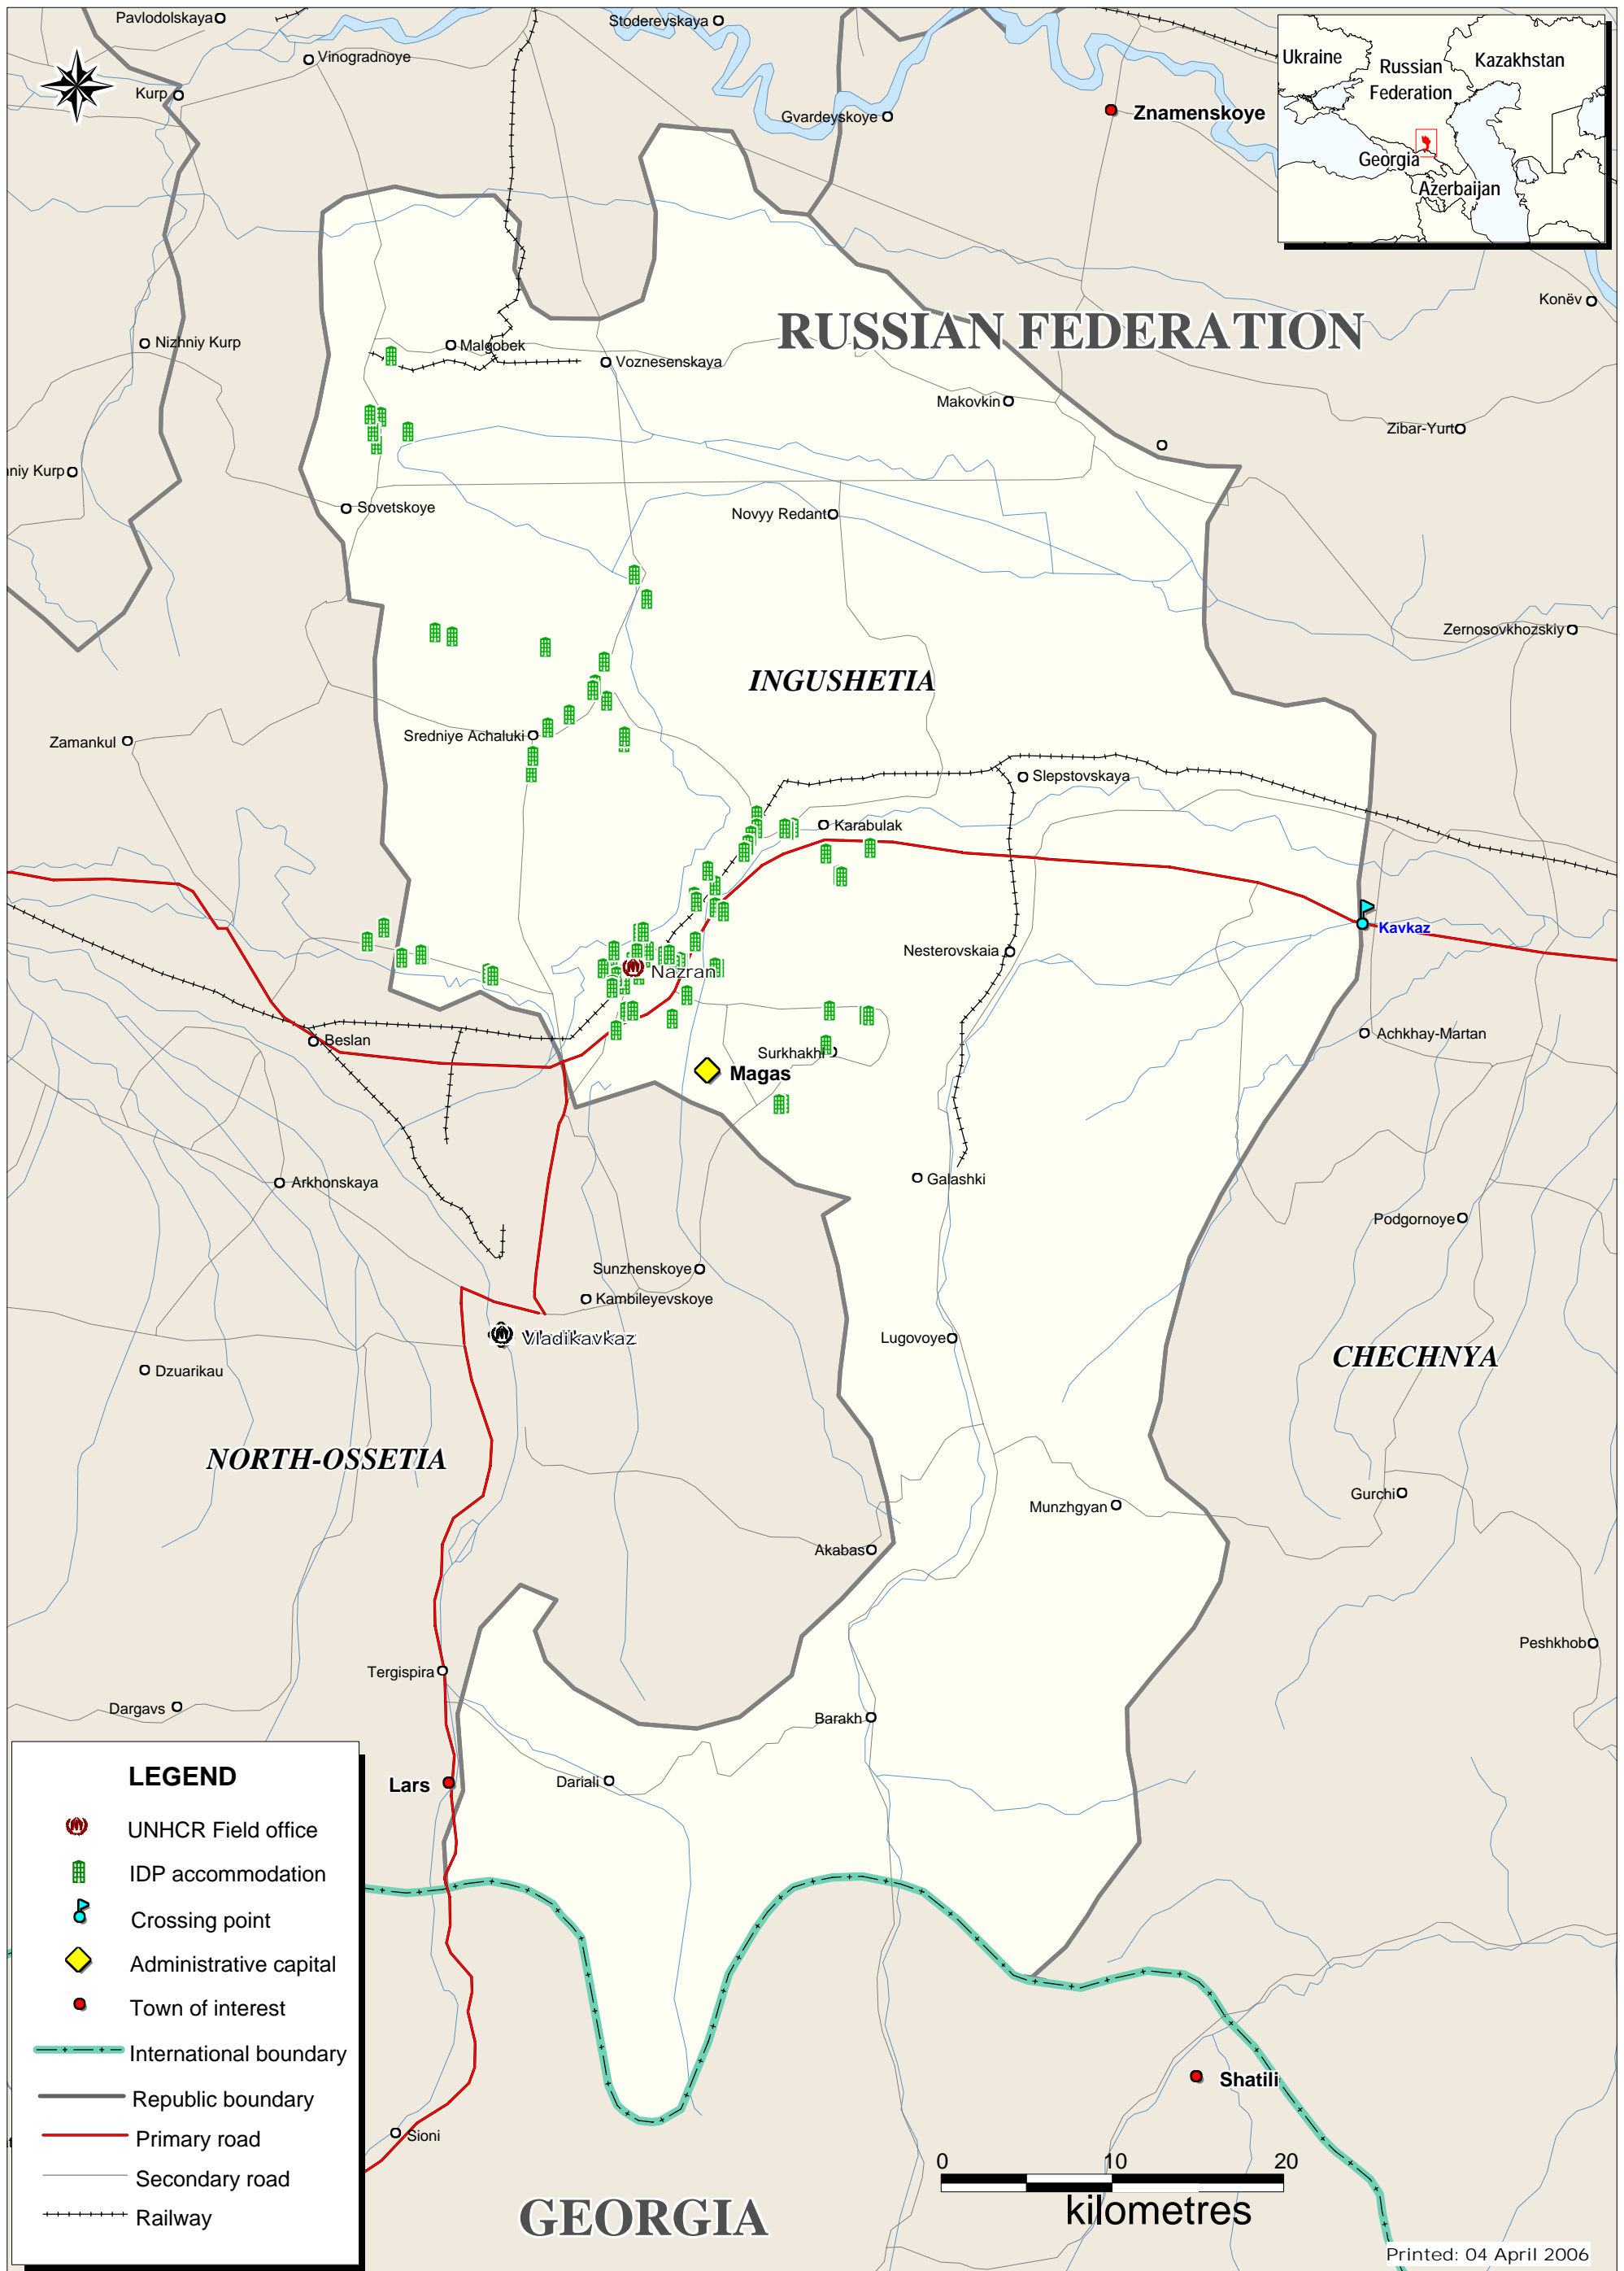 Pavlodolskaya
Stoderevskaya
Vinogradnoye
Kurp
Gvardeyskoye
Znamenskoye
Ukraine
Russian
Federation
Kazakhstan
Georgia
Azerbaijan
Konëv
RUSSIAN FEDERATION
Nizhniy Kurp
Malgobek
Voznesenskaya
Makovkin
Zibar-Yurt
niy Kurp
Sovetskoye
Novyy Redant
Zernosovkhozskiy
INGUSHETIA
Zamankul
Sredniye Achaluki
Slepstovskaya
Karabulak
Kavkaz
Nesterovskaia
Nazran
Beslan
Achkhay-Martan
Surkhakhi
Magas
Arkhonskaya
Galashki
Podgornoye
Sunzhenskoye
Kambileyevskoye
Vladikavkaz
Lugovoye
CHECHNYA
Dzuarikau
NORTH-OSSETIA
Gurchi
Munzhgyan
Akabas
Peshkhob
Tergispira
Dargavs
Barakh
Lars
Dariali
LEGEND
UNHCR Field office
IDP accommodation
Crossing point
Administrative capital
Town of interest
International boundary
Republic boundary
Primary road
Secondary road
Railway
Shatili
Sioni
0 10 20
kilometres
GEORGIA
Printed: 04 April 2006